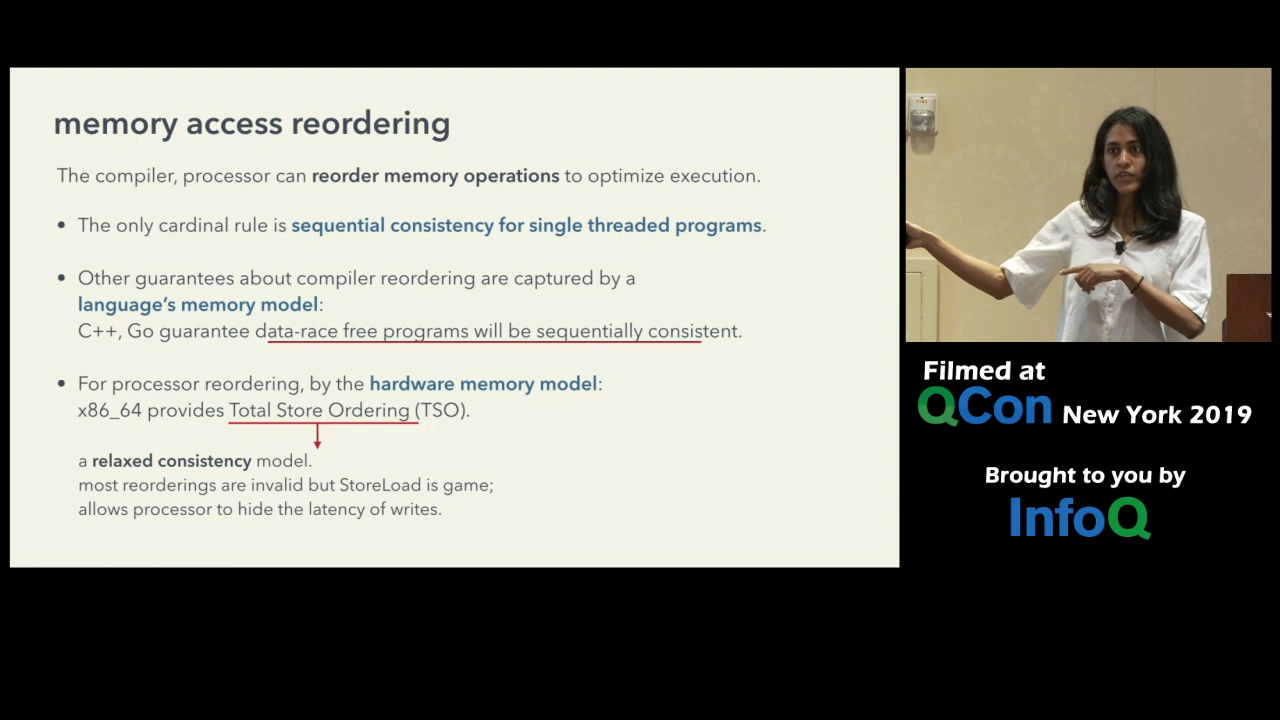 memory access reordering
The compiler, processor can reorder memory operations to optimize execution.
• The only cardinal rule is sequential consistency for single threaded programs.
• Other guarantees about compiler reordering are captured by a
language’s memory model:
C++, Go guarantee data-race free programs will be sequentially consistent.
• For processor reordering, by the hardware memory model:
x86_64 provides Total Store Ordering (TSO).
a relaxed consistency model.
most reorderings are invalid but StoreLoad is game;
allows processor to hide the latency of writes.
FIRE
Filmed at
QCon New York 2019
Brought to you by
InfoQ